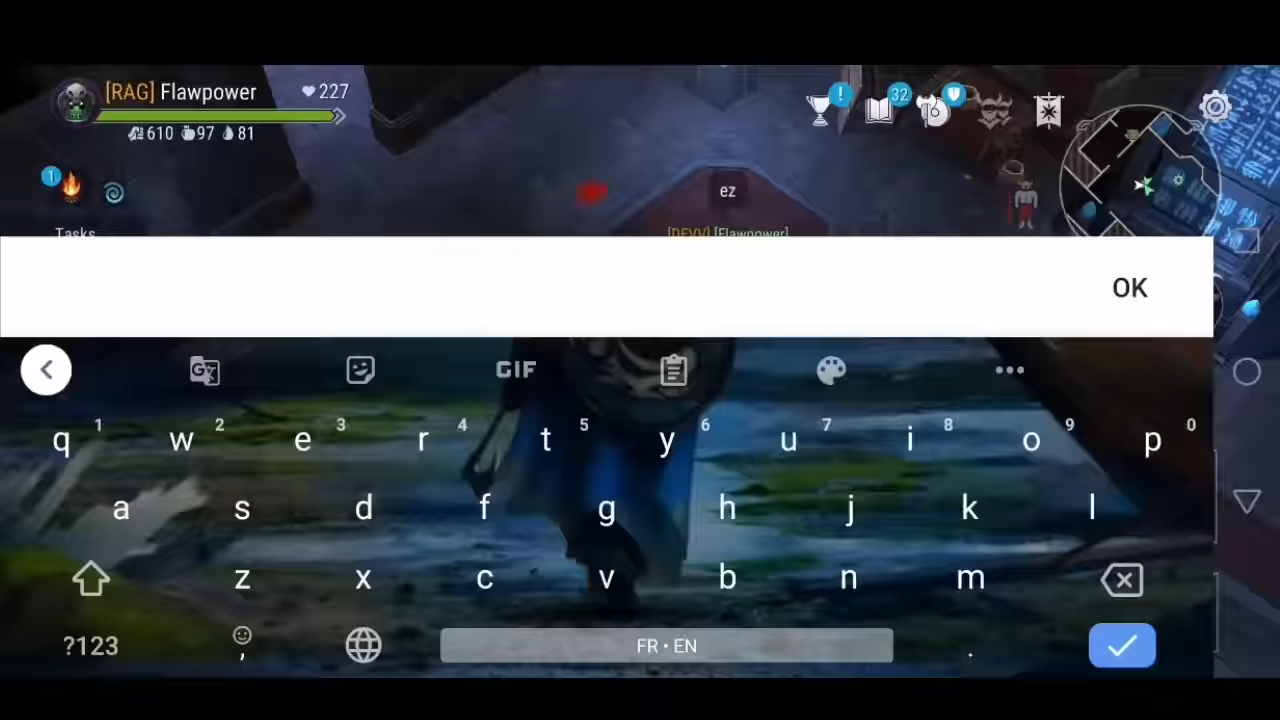 [RAG] Flawpower 227
610 97 81
! 32
1
ez
Tasks
[DEVV] [Flawpower]
OK
GIF
q 1 w 2 e 3 r 4 t 5 y 6 u 7 i 8 o 9 p 0
a s d f g h j k l
z x c v b n m
?123 , FR • EN .